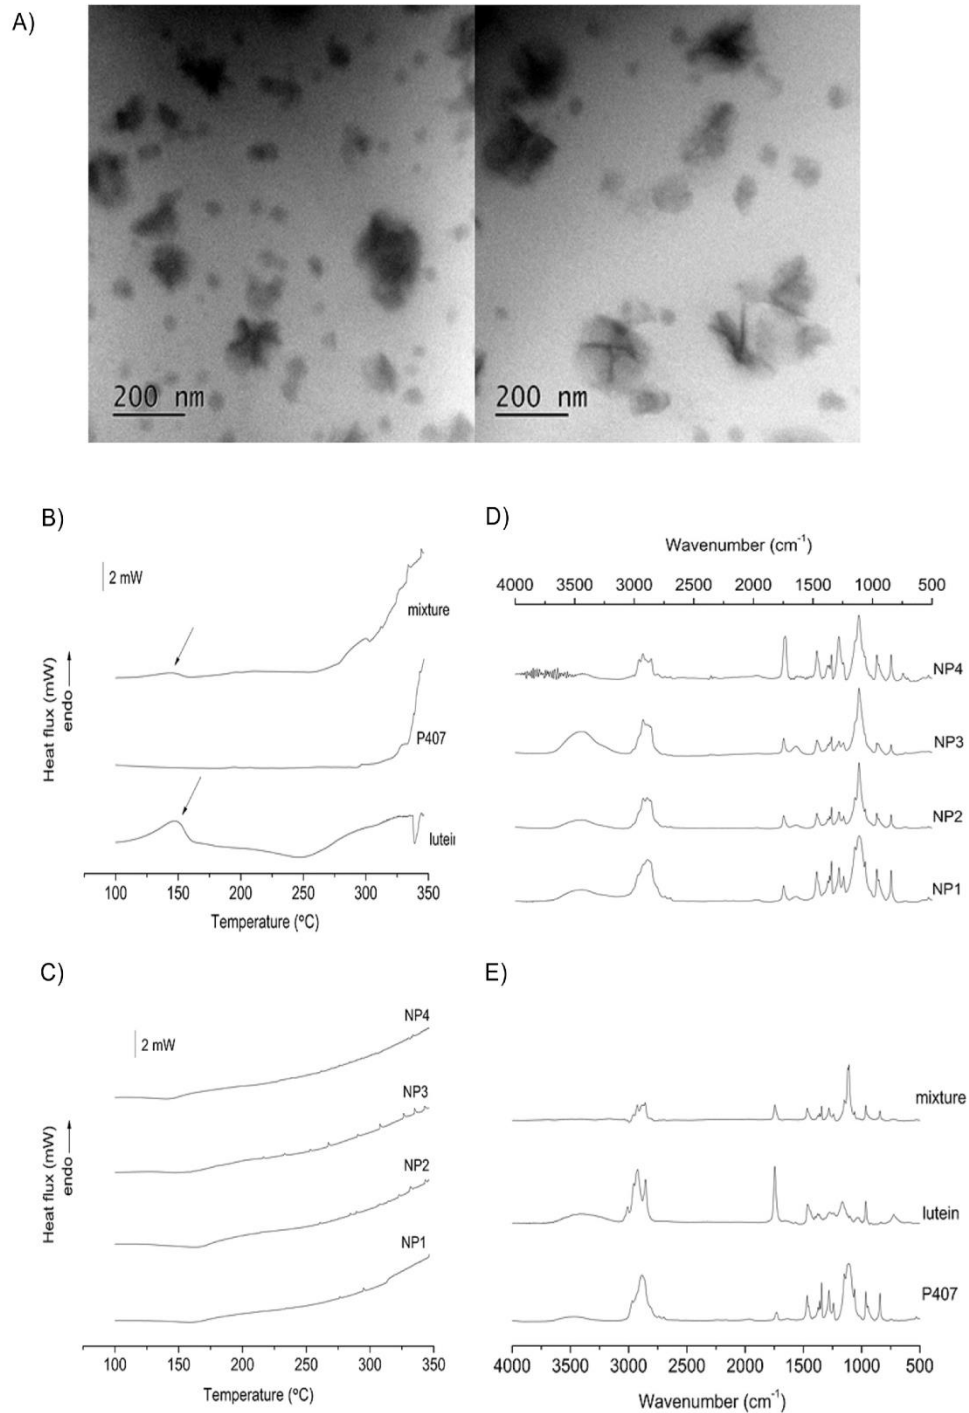 A)
200 nm
200 nm
B)
2 mW
mixture
P407
lutein
Heat flux (mW)
endo
100 150 200 250 300 350
Temperature (ºC)
D)
Wavenumber (cm-1)
4000 3500 3000 2500 2000 1500 1000 500
NP4
NP3
NP2
NP1
C)
NP4
2 mW
NP3
NP2
NP1
Heat flux (mW)
endo
100 150 200 250 300 350
Temperature (ºC)
E)
mixture
lutein
P407
4000 3500 3000 2500 2000 1500 1000 500
Wavenumber (cm-1)